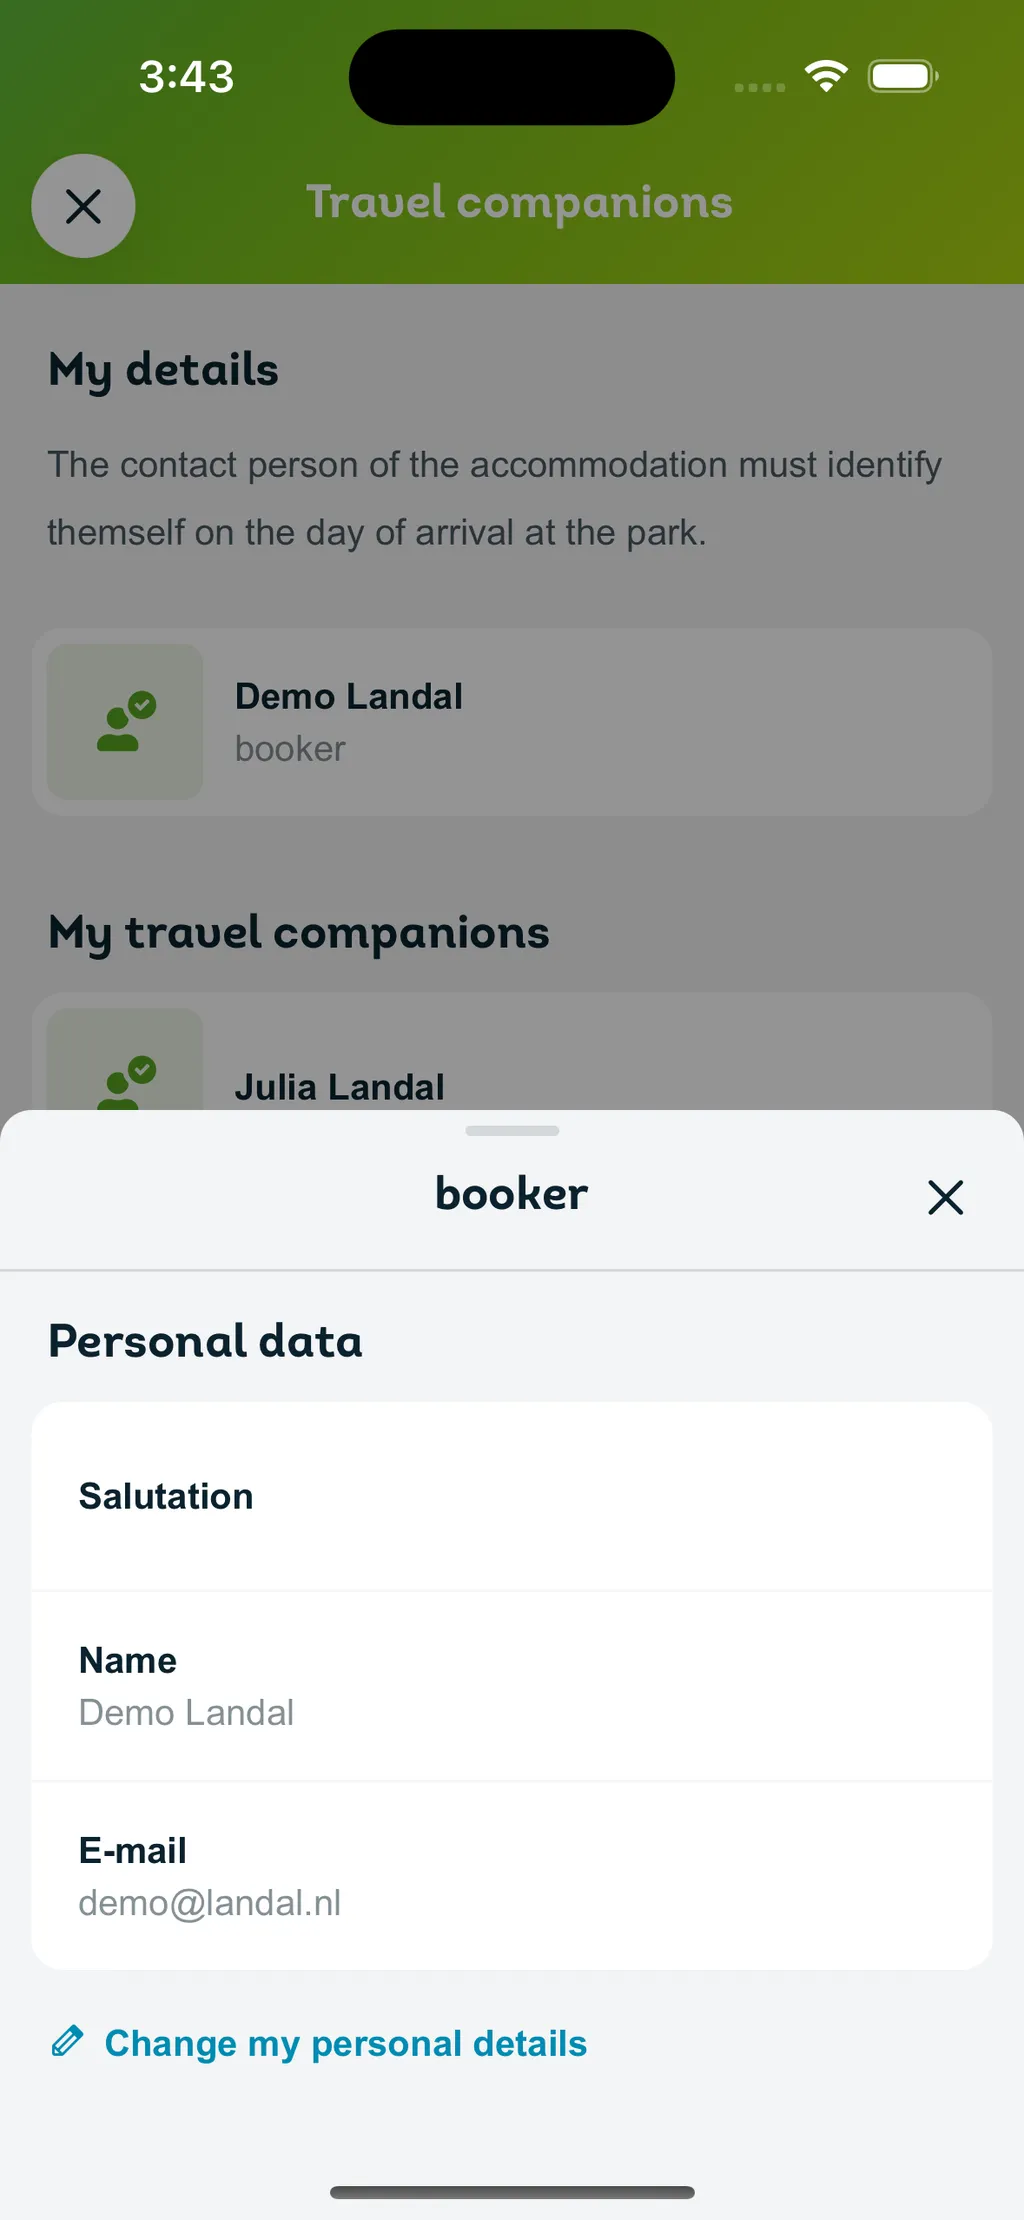 3:43
Travel companions
My details
The contact person of the accommodation must identify
themself on the day of arrival at the park.
Demo Landal
booker
My travel companions
Julia Landal
booker
Personal data
Salutation
Name
Demo Landal
E-mail
demo@landal.nl
Change my personal details